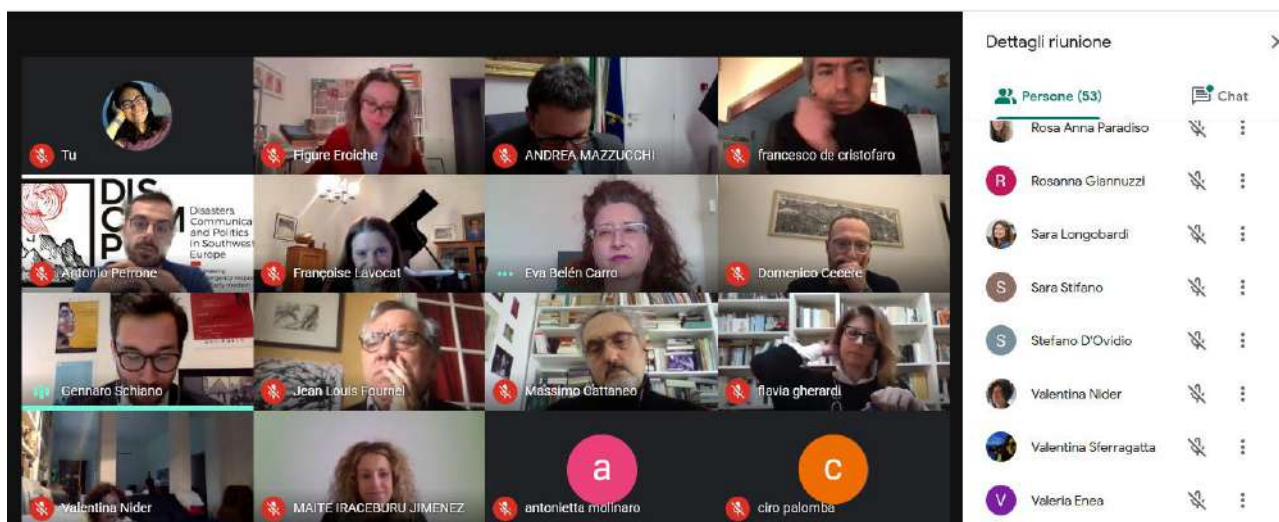 Tu
Figure Eroiche
ANDREA MAZZUCCHI
francesco de cristofaro
DIS
COM
PO
Disasters,
Communica
and Politics
in Southwest
Europe
Antonio Perrone
Françoise Lavocat
Eva Belén Carro
Domenico Cecere
Gennaro Schiano
Jean Louis Fournel
Massimo Cattaneo
flavia gherardi
Valentina Nider
MAITE IRACEBURU JIMENEZ
a
antonietta molinaro
c
ciro palomba
Dettagli riunione
Persone (53)
Chat
Rosa Anna Paradiso
R
Rosanna Giannuzzi
Sara Longobardi
S
Sara Stifano
S
Stefano D'Ovidio
Valentina Nider
Valentina Sferragatta
V
Valeria Enea